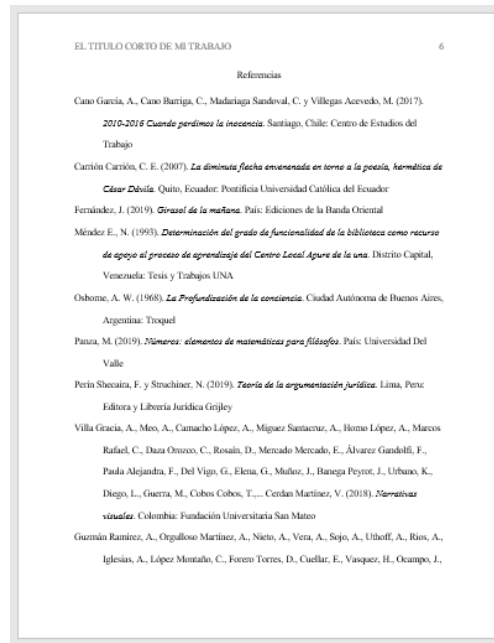 EL TITULO CORTO DE MI TRABAJO 6
Referencias
Cano García, A., Cano Barriga, C., Madariaga Sandoval, C. y Villegas Acevedo, M. (2017).
2010-2016 Cuando perdimos la inocencia. Santiago, Chile: Centro de Estudios del
Trabajo
Carrión Carrión, C. E. (2007). La diminuta flecha envenenada en torno a la poesía, hermética de
César Dávila. Quito, Ecuador: Pontificia Universidad Católica del Ecuador
Fernández, J. (2019). Girasol de la mañana. País: Ediciones de la Banda Oriental
Méndez E., N. (1993). Determinación del grado de funcionalidad de la biblioteca como recurso
de apoyo al proceso de aprendizaje del Centro Local Apure de la una. Distrito Capital,
Venezuela: Tesis y Trabajos UNA
Osborne, A. W. (1968). La Profundización de la conciencia. Ciudad Autónoma de Buenos Aires,
Argentina: Troquel
Panza, M. (2019). Números: elementos de matemáticas para filósofos. País: Universidad Del
Valle
Perin Shecaira, F. y Struchiner, N. (2019). Teoría de la argumentación jurídica. Lima, Peru:
Editora y Librería Jurídica Grijley
Villa Gracia, A., Meo, A., Camacho López, A., Miguez Santacruz, A., Horno López, A., Marcos
Rafael, C., Daza Orozco, C., Rosain, D., Mercado Mercado, E., Álvarez Gandolfi, F.,
Paula Alejandra, F., Del Vigo, G., Elena, G., Muñoz, J., Banega Peyrot, J., Urbano, K.,
Diego, L., Guerra, M., Cobos Cobos, T.,... Cerdan Martínez, V. (2018). Narrativas
visuales. Colombia: Fundación Universitaria San Mateo
Guzmán Ramírez, A., Orgulloso Martínez, A., Nieto, A., Vera, A., Sojo, A., Uthoff, A., Rios, A.,
Iglesias, A., López Montaño, C., Forero Torres, D., Cuellar, E., Vasquez, H., Ocampo, J.,